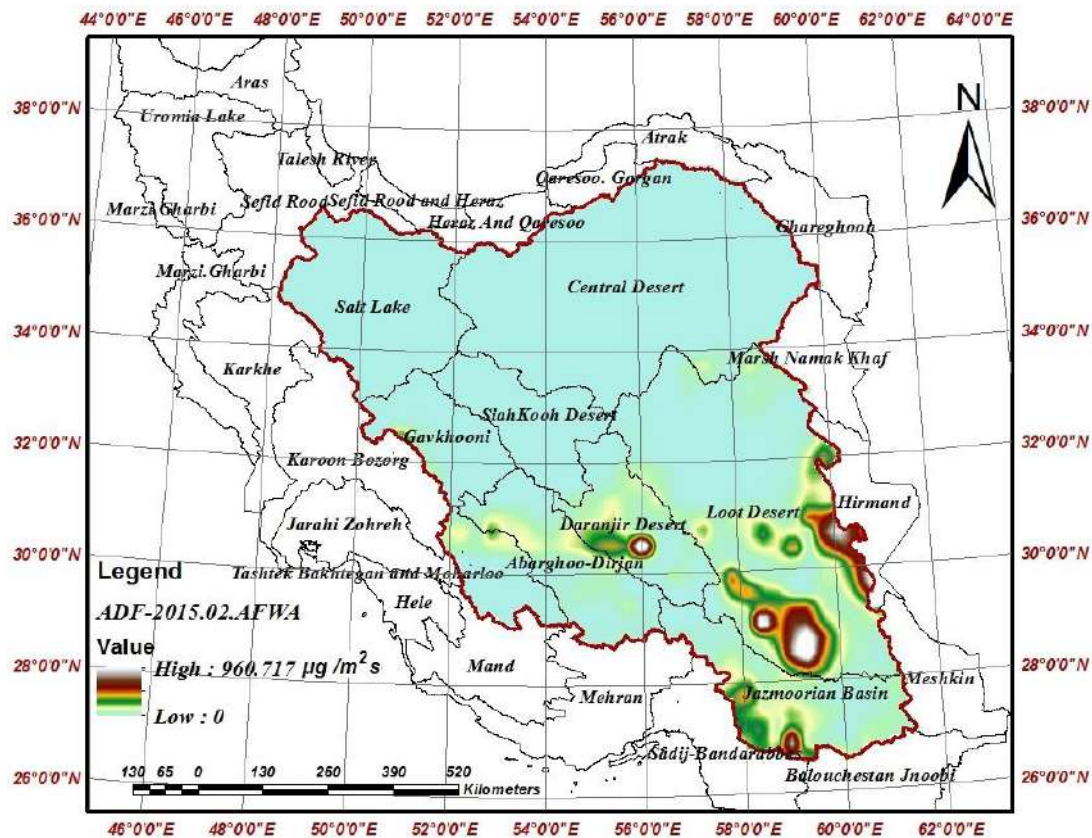 46°0'0"E 48°0'0"E 50°0'0"E 52°0'0"E 54°0'0"E 56°0'0"E 58°0'0"E 60°0'0"E 62°0'0"E 64°0'0"E
N
Aras
38°0'0"N 38°0'0"N
Uromia Lake
Atrak
Talesh River
Qaresoo. Gorgan
Marzi Gharbi Sefid Rood Sefid Rood and Heraz
36°0'0"N 36°0'0"N
Heraz And Qaresoo Ghareghoom
Marzi.Gharbi
Central Desert
Salt Lake
34°0'0"N 34°0'0"N
Marsh Namak Khaf
Karkhe
SiahKooh Desert
Gavkhooni
32°0'0"N 32°0'0"N
Karoon Bozorg
Hirmand
Loot Desert
Jarahi Zohreh Daranjir Desert
30°0'0"N 30°0'0"N
Abarghoo-Dirjan
Legend
Tashtek Bakhtegan and Moharloo
ADF-2015.02.AFWA
Hele
Value
High : 960.717 µg /m²s
28°0'0"N 28°0'0"N
Mand
Meshkin
Mehran
Jazmoorian Basin
Low : 0
Sadij-Bandarabbas
26°0'0"N 26°0'0"N
Balouchestan Jnoobi
130 65 0 130 260 390 520
Kilometers
46°0'0"E 48°0'0"E 50°0'0"E 52°0'0"E 54°0'0"E 56°0'0"E 58°0'0"E 60°0'0"E 62°0'0"E